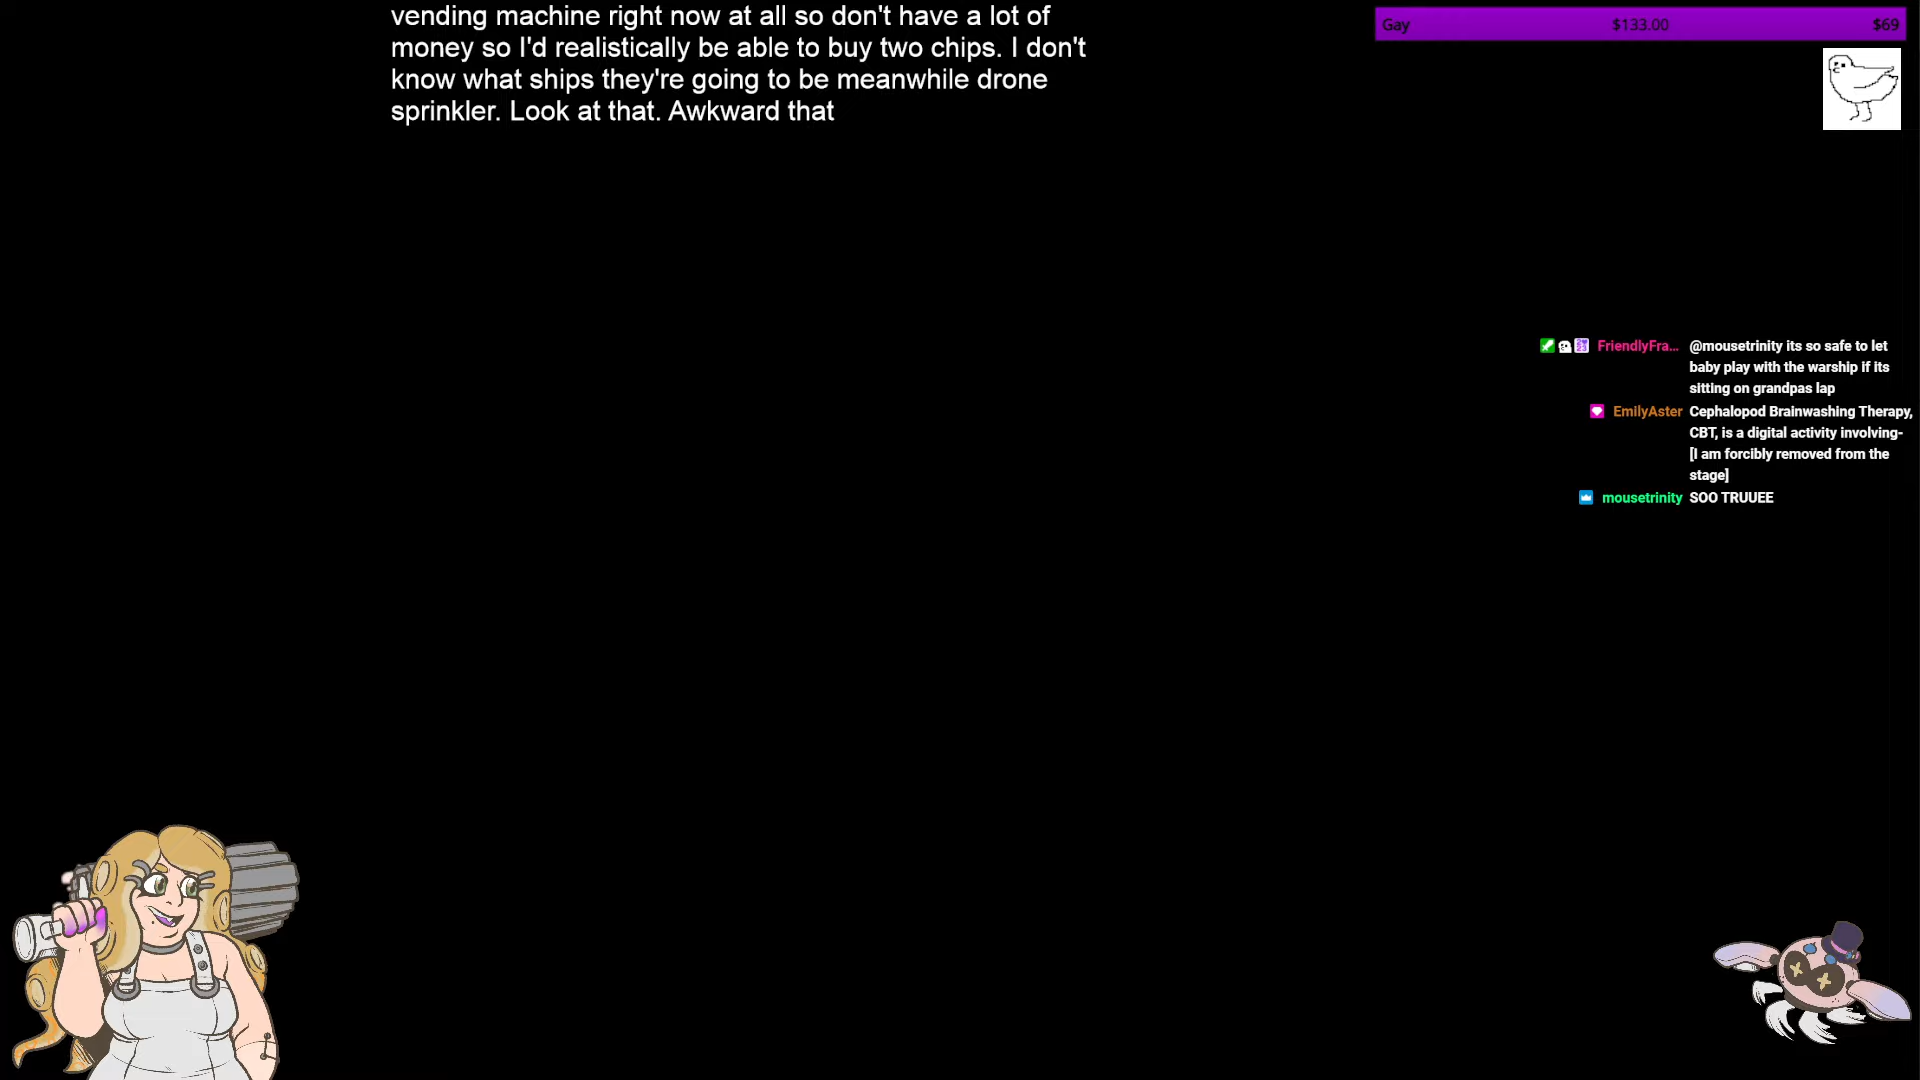 vending machine right now at all so don't have a lot of
money so I'd realistically be able to buy two chips. I don't
know what ships they're going to be meanwhile drone
sprinkler. Look at that. Awkward that
Gay $133.00 $69
FriendlyFra... @mousetrinity its so safe to let
baby play with the warship if its
sitting on grandpas lap
EmilyAster Cephalopod Brainwashing Therapy,
CBT, is a digital activity involving-
[I am forcibly removed from the
stage]
mousetrinity SOO TRUUEE